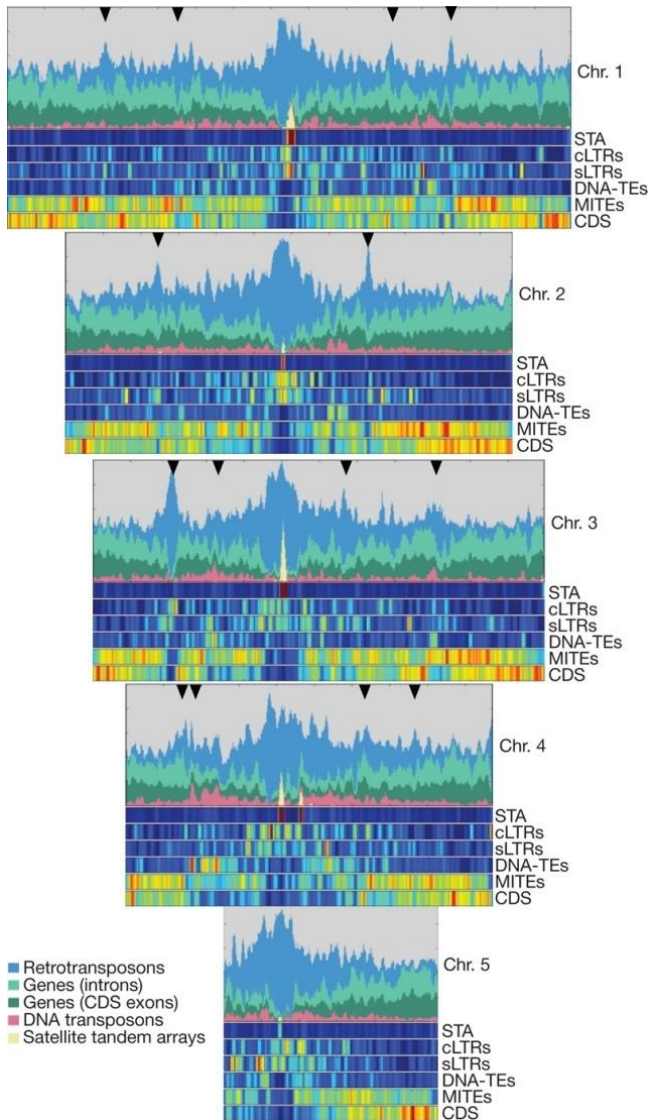 Chr. 1
STA
cLTRs
sLTRs
DNA-TEs
MITEs
CDS
Chr. 2
STA
cLTRs
sLTRs
DNA-TEs
MITEs
CDS
Chr. 3
STA
cLTRs
sLTRs
DNA-TEs
MITEs
CDS
Chr. 4
STA
cLTRs
sLTRs
DNA-TEs
MITEs
CDS
Retrotransposons
Genes (introns)
Genes (CDS exons)
DNA transposons
Satellite tandem arrays
Chr. 5
STA
cLTRs
sLTRs
DNA-TEs
MITEs
CDS